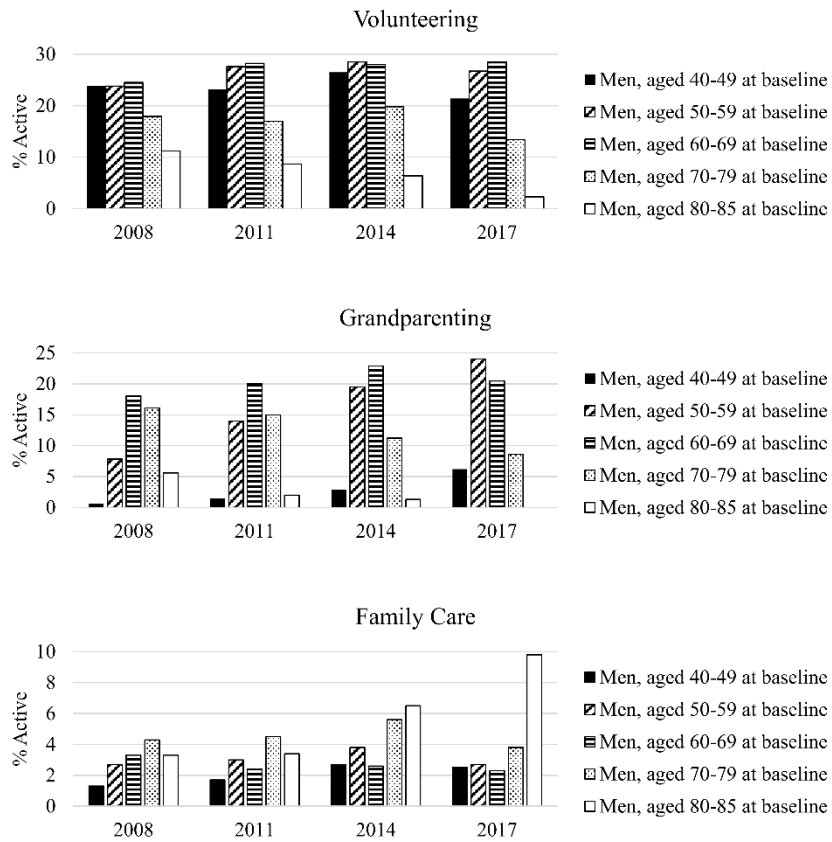 Volunteering
30
20
10
0
% Active
2008 2011 2014 2017
Men, aged 40-49 at baseline
Men, aged 50-59 at baseline
Men, aged 60-69 at baseline
Men, aged 70-79 at baseline
Men, aged 80-85 at baseline
Grandparenting
25
20
15
10
5
0
% Active
2008 2011 2014 2017
Men, aged 40-49 at baseline
Men, aged 50-59 at baseline
Men, aged 60-69 at baseline
Men, aged 70-79 at baseline
Men, aged 80-85 at baseline
Family Care
10
8
6
4
2
0
% Active
2008 2011 2014 2017
Men, aged 40-49 at baseline
Men, aged 50-59 at baseline
Men, aged 60-69 at baseline
Men, aged 70-79 at baseline
Men, aged 80-85 at baseline